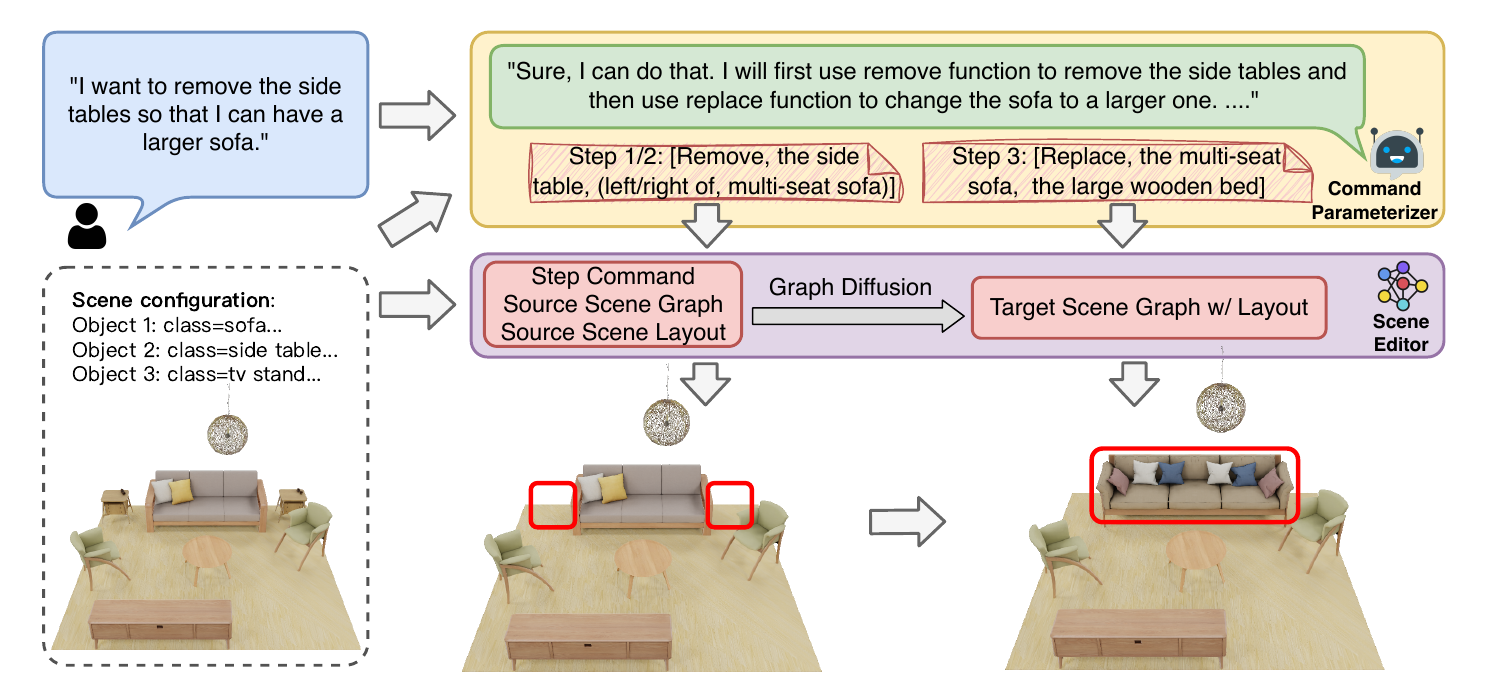 "I want to remove the side
tables so that I can have a
larger sofa."
"Sure, I can do that. I will first use remove function to remove the side tables and
then use replace function to change the sofa to a larger one. ...."
Step 1/2: [Remove, the side
table, (left/right of, multi-seat sofa)]
Step 3: [Replace, the multi-seat
sofa, the large wooden bed]
Command
Parameterizer
Scene configuration:
Object 1: class=sofa...
Object 2: class=side table...
Object 3: class=tv stand...
Step Command
Source Scene Graph
Source Scene Layout
Graph Diffusion
Target Scene Graph w/ Layout
Scene
Editor